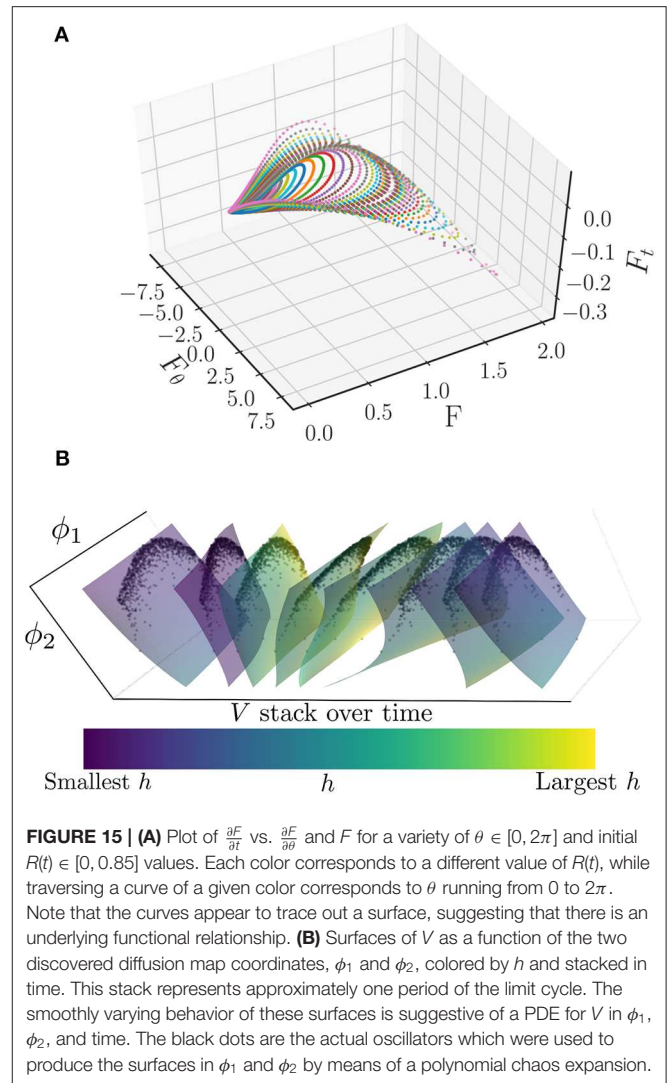 A
0.0
−0.1
−0.2
−0.3
F_t
−7.5
−5.0
−2.5
0.0
2.5
5.0
7.5
F_θ
0.0
0.5
1.0
1.5
2.0
F
B
ϕ₁
ϕ₂
V stack over time
Smallest h h Largest h
FIGURE 15 | (A) Plot of ∂F/∂t vs. ∂F/∂θ and F for a variety of θ ∈ [0, 2π] and initial
R(t) ∈ [0, 0.85] values. Each color corresponds to a different value of R(t), while
traversing a curve of a given color corresponds to θ running from 0 to 2π.
Note that the curves appear to trace out a surface, suggesting that there is an
underlying functional relationship. (B) Surfaces of V as a function of the two
discovered diffusion map coordinates, ϕ₁ and ϕ₂, colored by h and stacked in
time. This stack represents approximately one period of the limit cycle. The
smoothly varying behavior of these surfaces is suggestive of a PDE for V in ϕ₁,
ϕ₂, and time. The black dots are the actual oscillators which were used to
produce the surfaces in ϕ₁ and ϕ₂ by means of a polynomial chaos expansion.